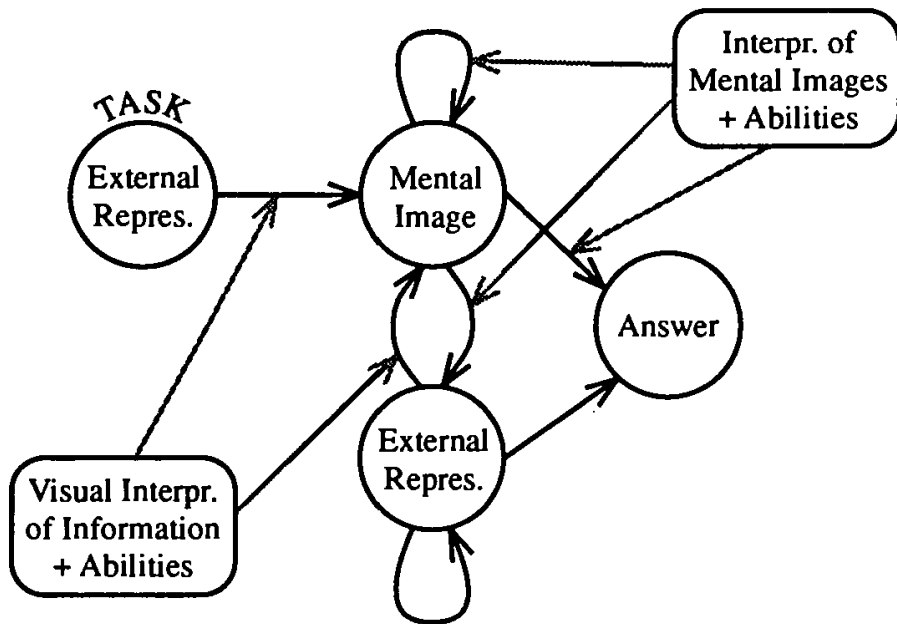 TASK
External
Repres.
Mental
Image
Interpr. of
Mental Images
+ Abilities
Answer
External
Repres.
Visual Interpr.
of Information
+ Abilities